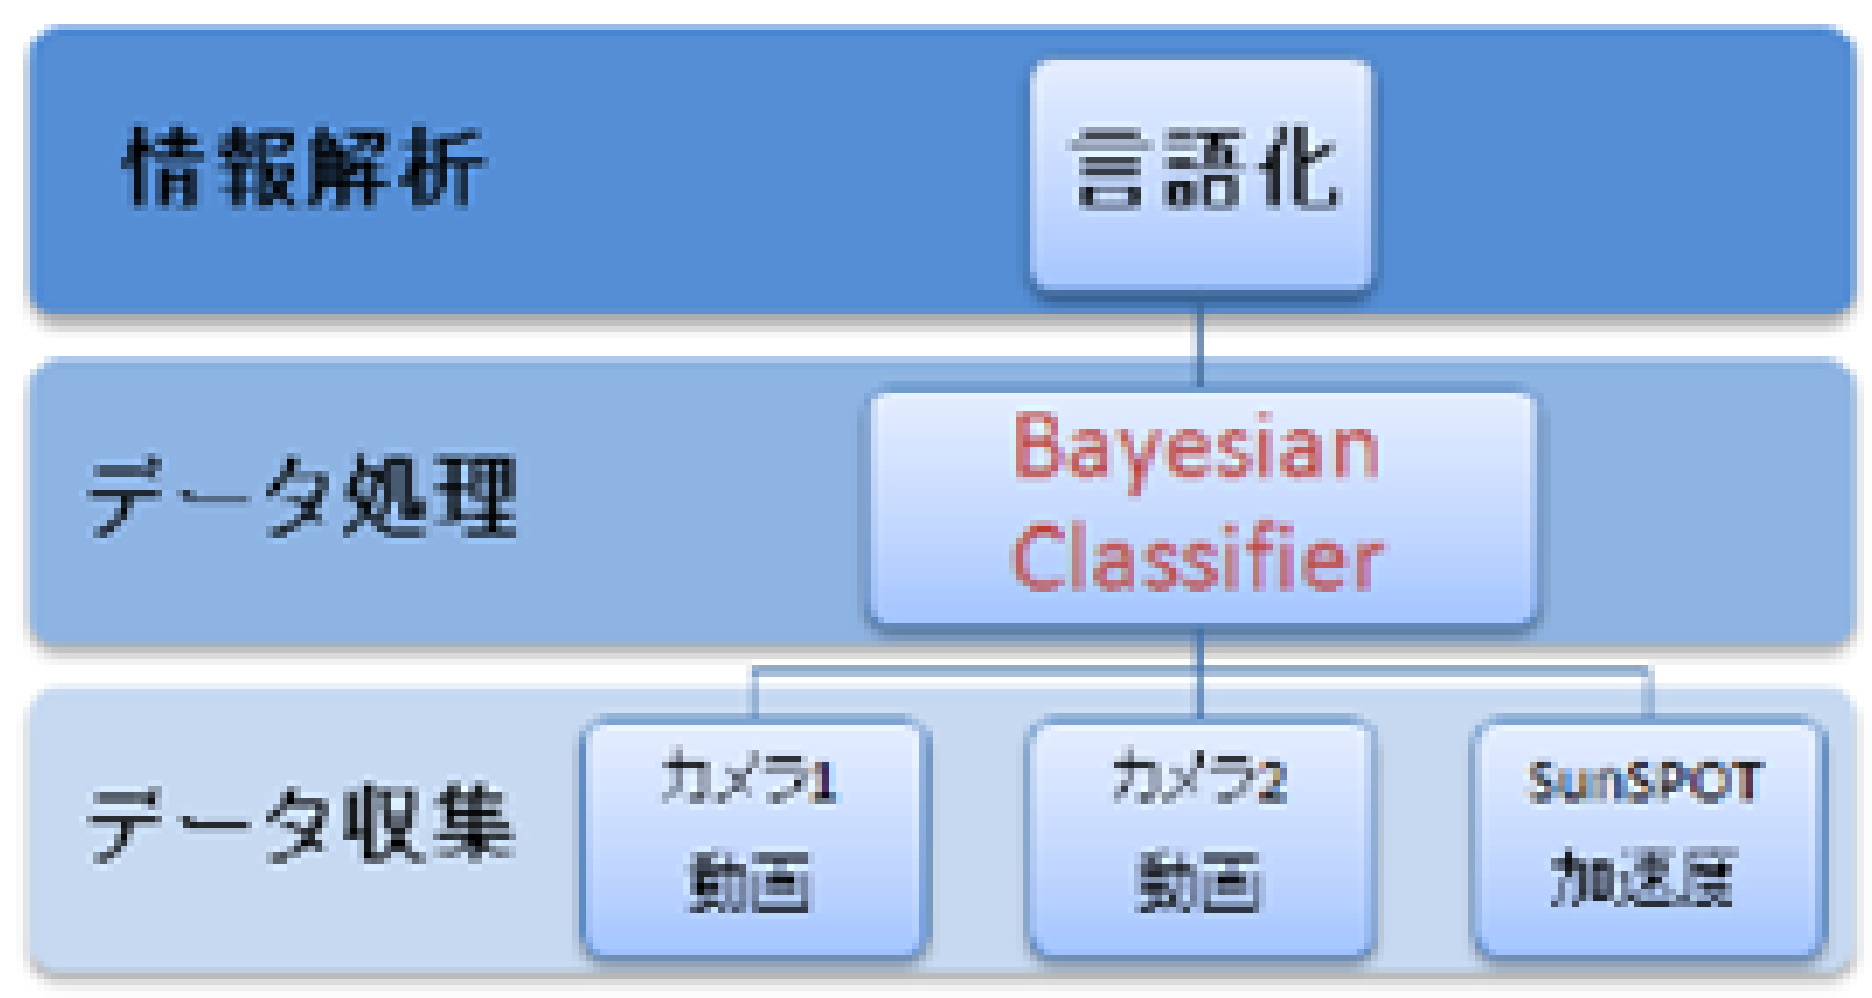 情報解析
言語化
データ処理
Bayesian
Classifier
データ収集
カメラ1
動画
カメラ2
動画
SunSPOT
加速度